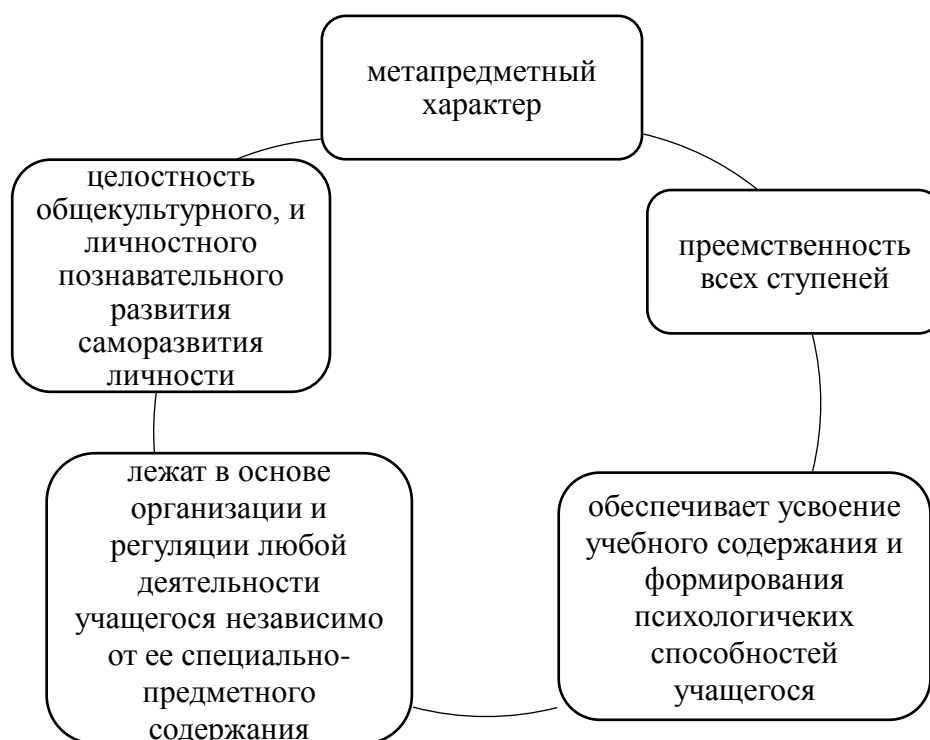 метапредметный
характер
преемственность
всех ступеней
обеспечивает усвоение
учебного содержания и
формирования
психологичеких
способностей
учащегося
лежат в основе
организации и
регуляции любой
деятельности
учащегося независимо
от ее специально-
предметного
содержания
целостность
общекультурного, и
личностного
познавательного
развития
саморазвития
личности